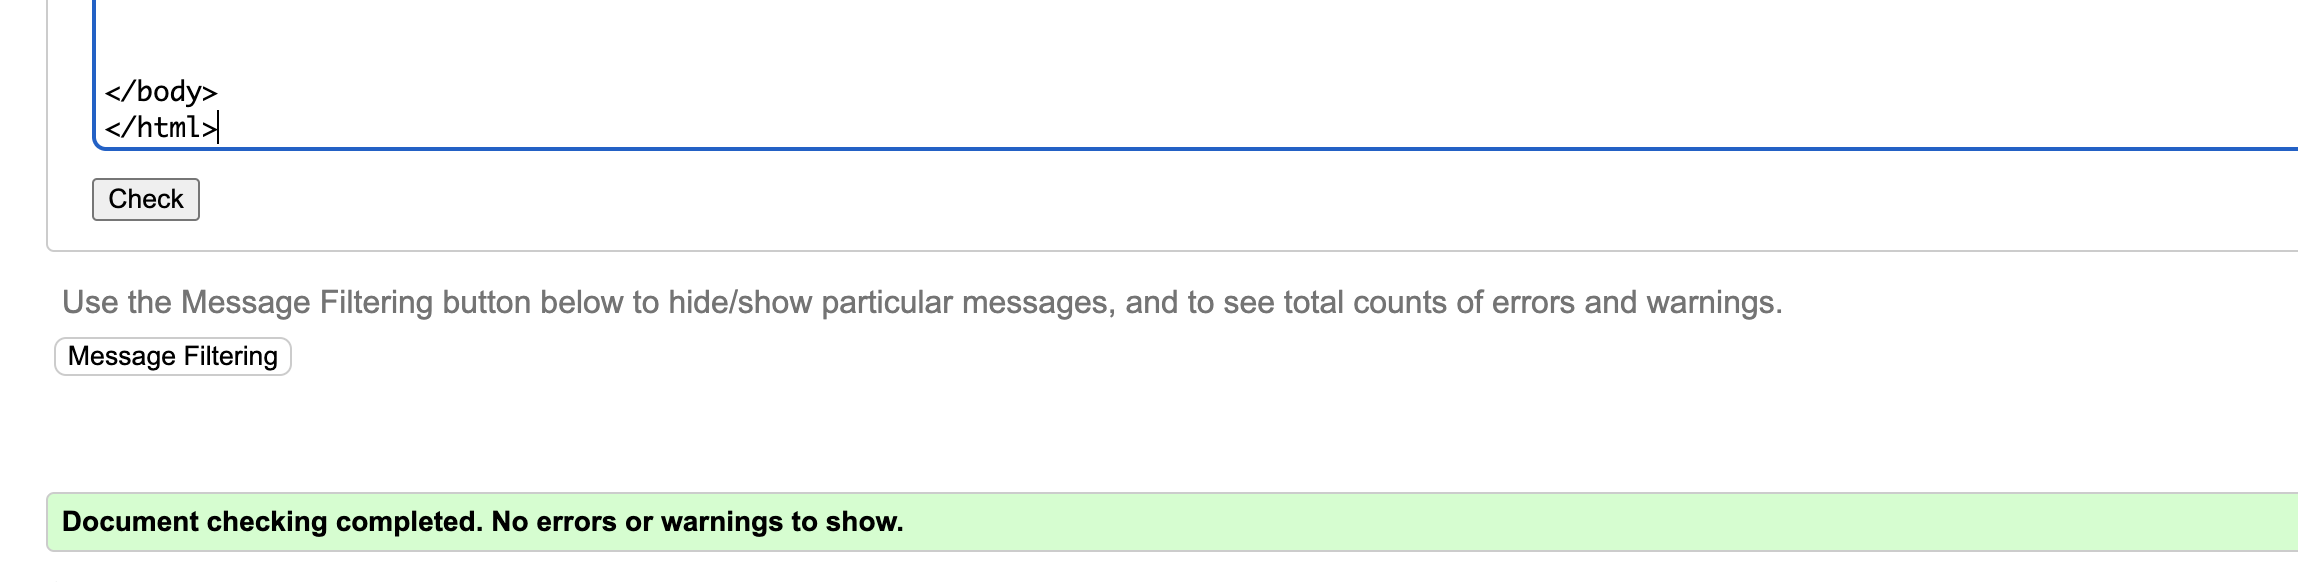 </body>
</html>
Check
Use the Message Filtering button below to hide/show particular messages, and to see total counts of errors and warnings.
Message Filtering
Document checking completed. No errors or warnings to show.